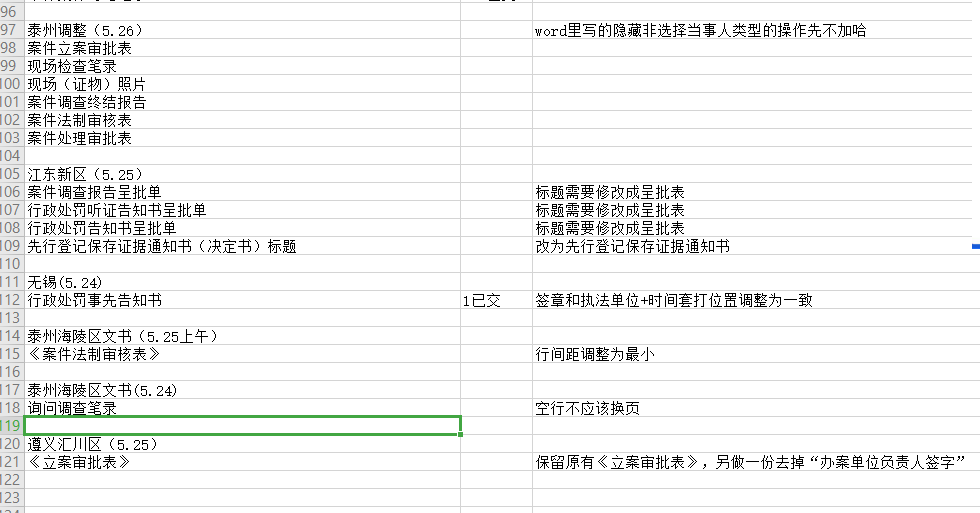 96
97 泰州调整（5.26） word里写的隐藏非选择当事人类型的操作先不加哈
98 案件立案审批表
99 现场检查笔录
100 现场（证物）照片
101 案件调查终结报告
102 案件法制审核表
103 案件处理审批表
104
105 江东新区（5.25）
106 案件调查报告呈批单 标题需要修改成呈批表
107 行政处罚听证告知书呈批单 标题需要修改成呈批表
108 行政处罚告知书呈批单 标题需要修改成呈批表
109 先行登记保存证据通知书（决定书）标题 改为先行登记保存证据通知书
110
111 无锡(5.24)
112 行政处罚事先告知书 1已交 签章和执法单位+时间套打位置调整为一致
113
114 泰州海陵区文书（5.25上午）
115 《案件法制审核表》 行间距调整为最小
116
117 泰州海陵区文书(5.24)
118 询问调查笔录 空行不应该换页
119
120 遵义汇川区（5.25）
121 《立案审批表》 保留原有《立案审批表》，另做一份去掉“办案单位负责人签字”
122
123